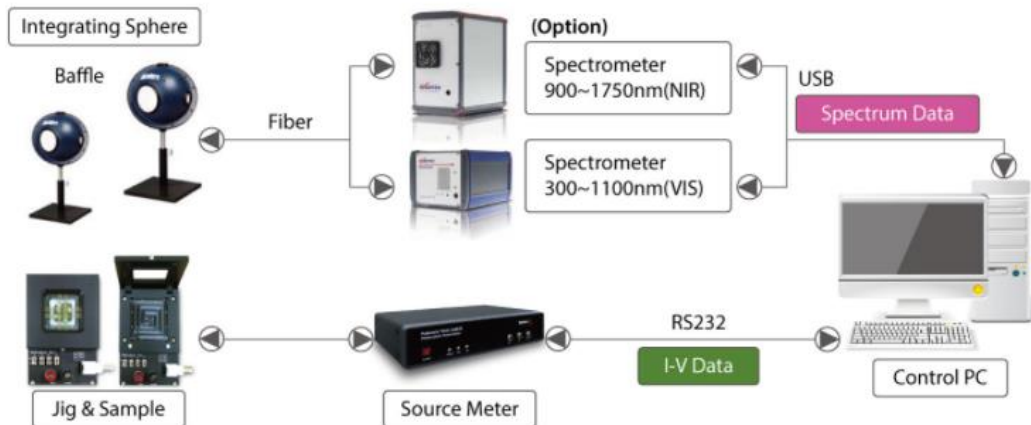 Integrating Sphere
Baffle
Fiber
(Option)
Spectrometer
900~1750nm(NIR)
Spectrometer
300~1100nm(VIS)
USB
Spectrum Data
RS232
I-V Data
Jig & Sample
Source Meter
Control PC